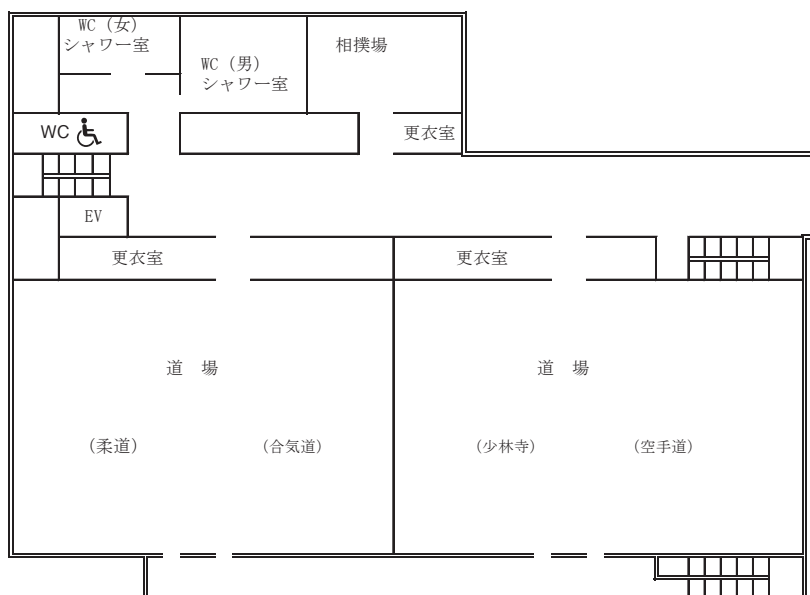 WC（女）
シャワー室
WC（男）
シャワー室
相撲場
WC
更衣室
EV
更衣室
更衣室
道　場
道　場
（柔道）
（合気道）
（少林寺）
（空手道）